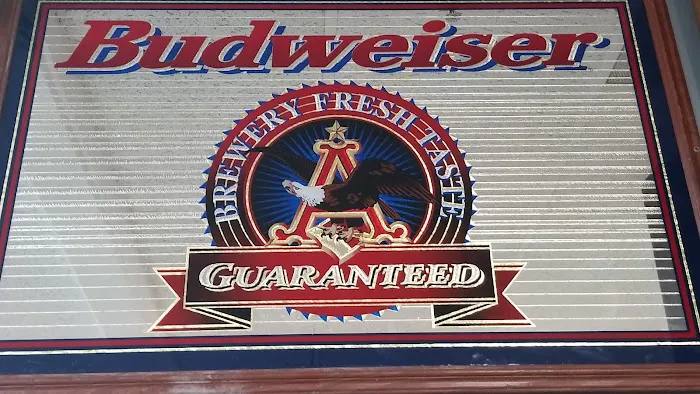 Budweiser
BREWERY FRESH TASTE
A
GUARANTEED